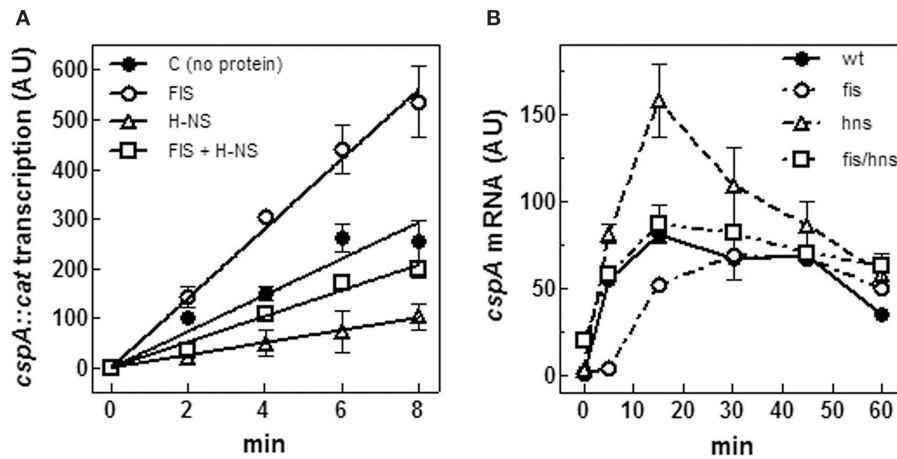 A
cspA::cat transcription (AU)
600
500
400
300
200
100
0
C (no protein)
FIS
H-NS
FIS + H-NS
0 2 4 6 8
min
B
cspA mRNA (AU)
150
100
50
0
wt
fis
hns
fis/hns
0 10 20 30 40 50 60
min